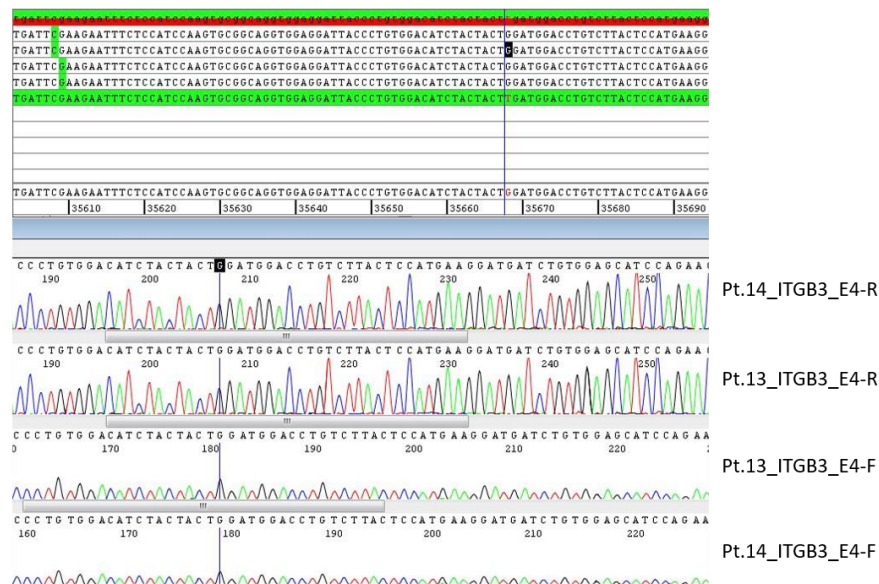 TGATTCGAAGAATTTCTCCATCCAAGTGCGGCAGGTGGAGGATTACCCTGTGGACATCTACTACTGGATGGACCTGTCTTACTCCATGAAGG
TGATTCGAAGAATTTCTCCATCCAAGTGCGGCAGGTGGAGGATTACCCTGTGGACATCTACTACTGGATGGACCTGTCTTACTCCATGAAGG
TGATTCGAAGAATTTCTCCATCCAAGTGCGGCAGGTGGAGGATTACCCTGTGGACATCTACTACTGGATGGACCTGTCTTACTCCATGAAGG
TGATTCGAAGAATTTCTCCATCCAAGTGCGGCAGGTGGAGGATTACCCTGTGGACATCTACTACTGGATGGACCTGTCTTACTCCATGAAGG
TGATTCGAAGAATTTCTCCATCCAAGTGCGGCAGGTGGAGGATTACCCTGTGGACATCTACTACTTGATGGACCTGTCTTACTCCATGAAGG
TGATTCGAAGAATTTCTCCATCCAAGTGCGGCAGGTGGAGGATTACCCTGTGGACATCTACTACTGGATGGACCTGTCTTACTCCATGAAGG
35610 35620 35630 35640 35650 35660 35670 35680 35690
CCCTGTGGACATCTACTACTGGATGGACCTGTCTTACTCCATGAAGGATGATCTGTGGAGCATCCAGAA
190 200 210 220 230 240 250
Pt.14_ITGB3_E4-R
CCCTGTGGACATCTACTACTGGATGGACCTGTCTTACTCCATGAAGGATGATCTGTGGAGCATCCAGAA
190 200 210 220 230 240 250
Pt.13_ITGB3_E4-R
CCCTGTGGACATCTACTACTGGATGGACCTGTCTTACTCCATGAAGGATGATCTGTGGAGCATCCAGAA
170 180 190 200 210 220
Pt.13_ITGB3_E4-F
CCCTGTGGACATCTACTACTGGATGGACCTGTCTTACTCCATGAAGGATGATCTGTGGAGCATCCAGAA
160 170 180 190 200 210 220
Pt.14_ITGB3_E4-F